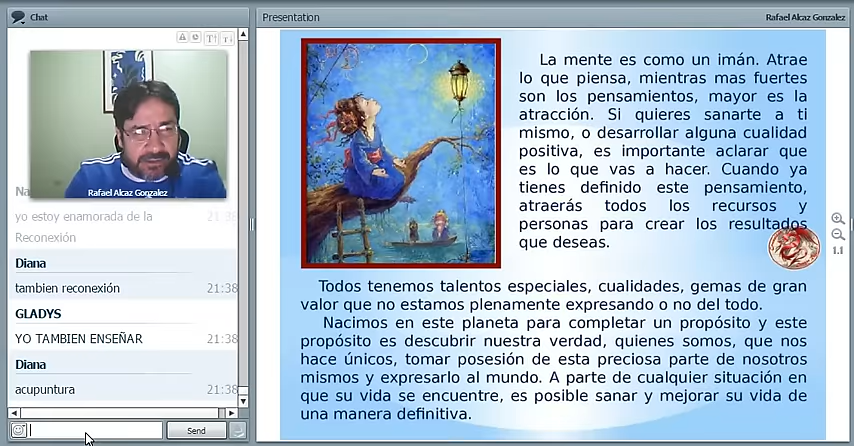 Chat
Rafael Alcaz Gonzalez
yo estoy enamorada de la
Reconexión
21:38
Diana
tambien reconexión 21:38
GLADYS
YO TAMBIEN ENSEÑAR 21:38
Diana
acupuntura 21:38
Send
Presentation
Rafael Alcaz Gonzalez
La mente es como un imán. Atrae
lo que piensa, mientras mas fuertes
son los pensamientos, mayor es la
atracción. Si quieres sanarte a ti
mismo, o desarrollar alguna cualidad
positiva, es importante aclarar que
es lo que vas a hacer. Cuando ya
tienes definido este pensamiento,
atraerás todos los recursos y
personas para crear los resultados
que deseas.
Todos tenemos talentos especiales, cualidades, gemas de gran
valor que no estamos plenamente expresando o no del todo.
Nacimos en este planeta para completar un propósito y este
propósito es descubrir nuestra verdad, quienes somos, que nos
hace únicos, tomar posesión de esta preciosa parte de nosotros
mismos y expresarlo al mundo. A parte de cualquier situación en
que su vida se encuentre, es posible sanar y mejorar su vida de
una manera definitiva.
1:1